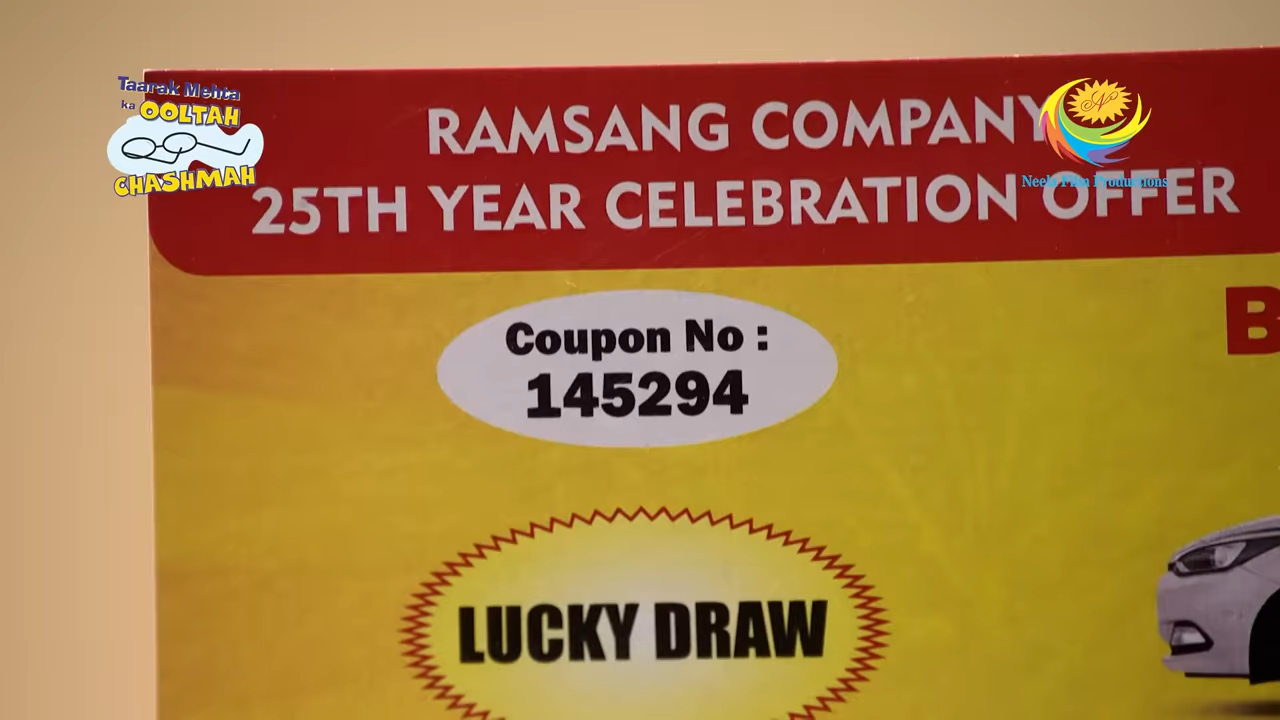 Taarak Mehta
ka OOLTAH
CHASHMAH
RAMSANG COMPANY
25TH YEAR CELEBRATION OFFER
Neela Film Productions
Coupon No :
145294
B
LUCKY DRAW